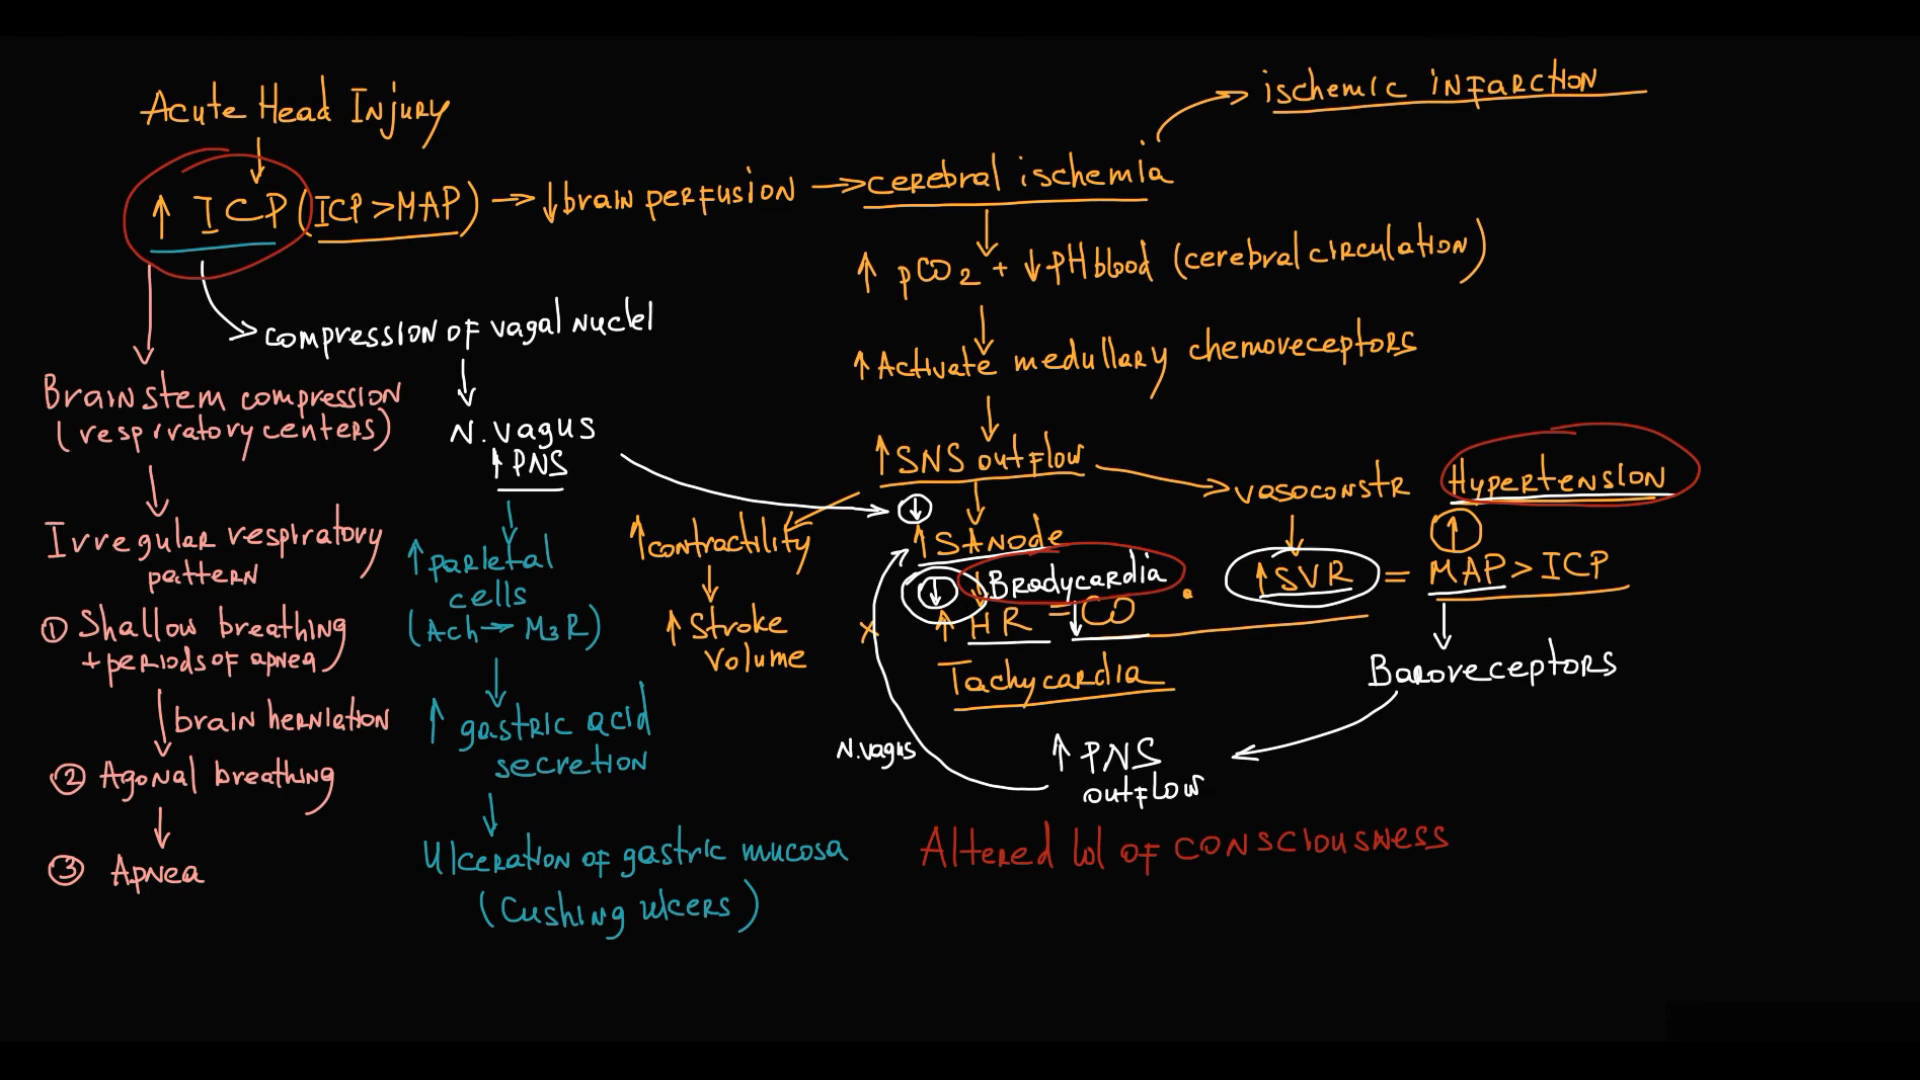 Acute Head Injury
↑ ICP (ICP > MAP) → ↓ brain perfusion → cerebral ischemia
ischemic infarction
↑ pCO2 + ↓ pH blood (cerebral circulation)
↑ Activate medullary chemoreceptors
↑ SNS outflow
compression of vagal nuclei
N. vagus
↑ PNS
Brain stem compression
(respiratory centers)
Irregular respiratory
pattern
① Shallow breathing
+ periods of apnea
brain herniation
② Agonal breathing
③ Apnea
↑ parietal
cells
(Ach → M3R)
↑ gastric acid
secretion
Ulceration of gastric mucosa
(Cushing ulcers)
↑ contractility
↑ Stroke
Volume
x
↓
↑ SA Node
↓ ↓ Bradycardia
↑ HR = ↓ CO
Tachycardia
vasoconstr
Hypertension
↑
· ↑ SVR = MAP > ICP
Baroreceptors
↑ PNS
outflow
N. vagus
Altered lol of consciousness